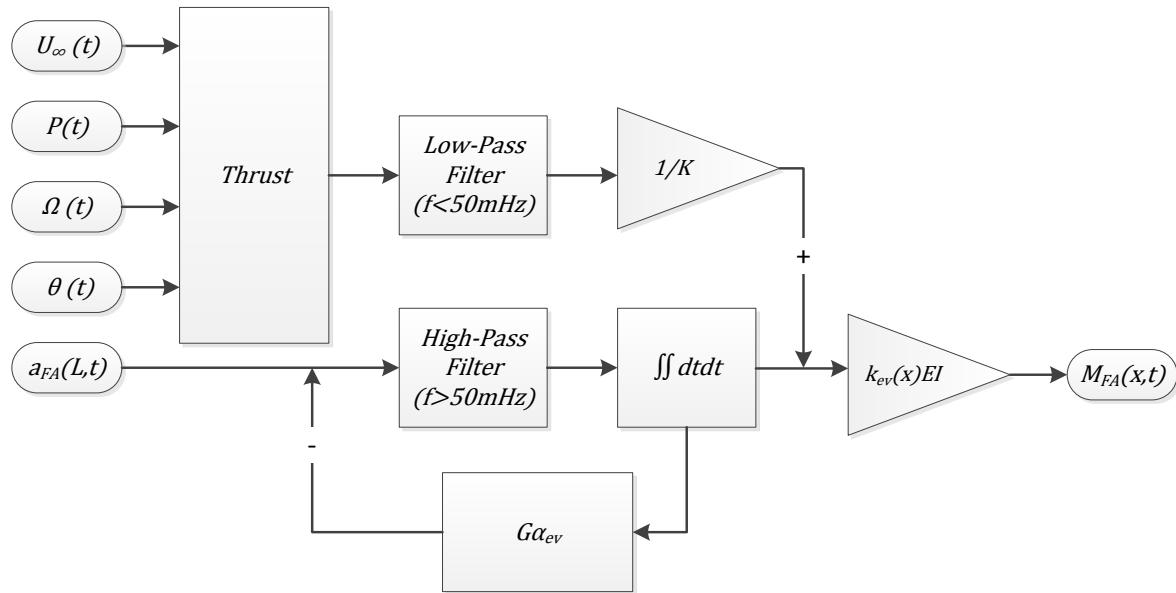 U∞ (t)
P(t)
Ω (t)
θ (t)
Thrust
Low-Pass
Filter
(f<50mHz)
1/K
+
aFA(L,t)
High-Pass
Filter
(f>50mHz)
∬ dtdt
kev(x)EI
MFA(x,t)
-
Gαev